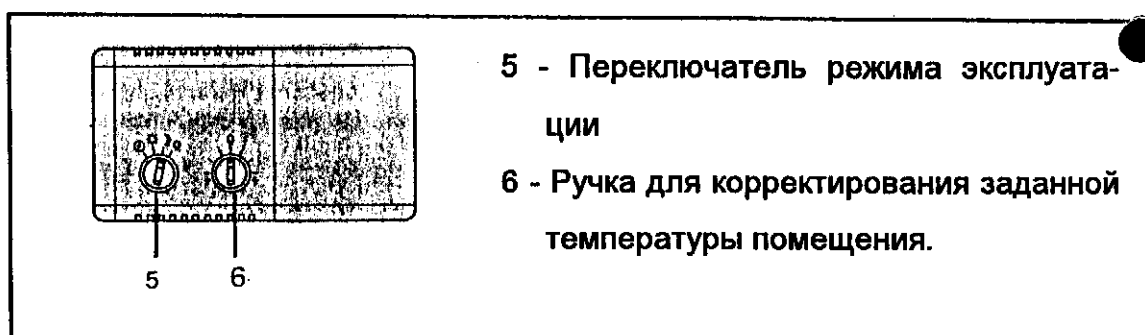 5 - Переключатель режима эксплуата-
ции
6 - Ручка для корректирования заданной
температуры помещения.
5
6